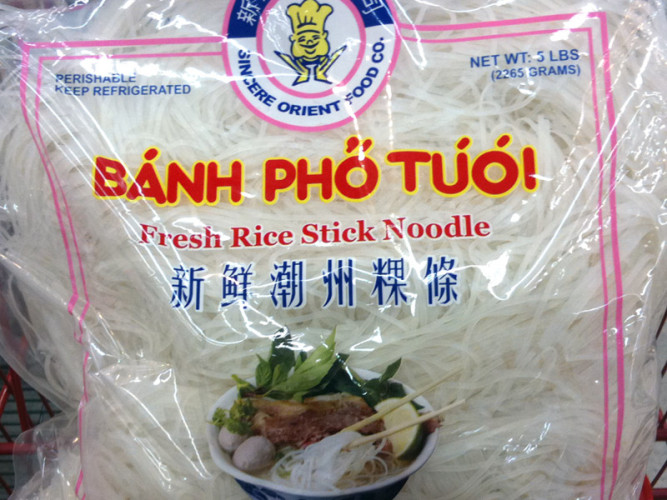 SINCERE ORIENT FOOD CO.
PERISHABLE
KEEP REFRIGERATED
NET WT: 5 LBS
(2265 GRAMS)
BÁNH PHỞ TƯÓI
Fresh Rice Stick Noodle
新鮮潮州粿條